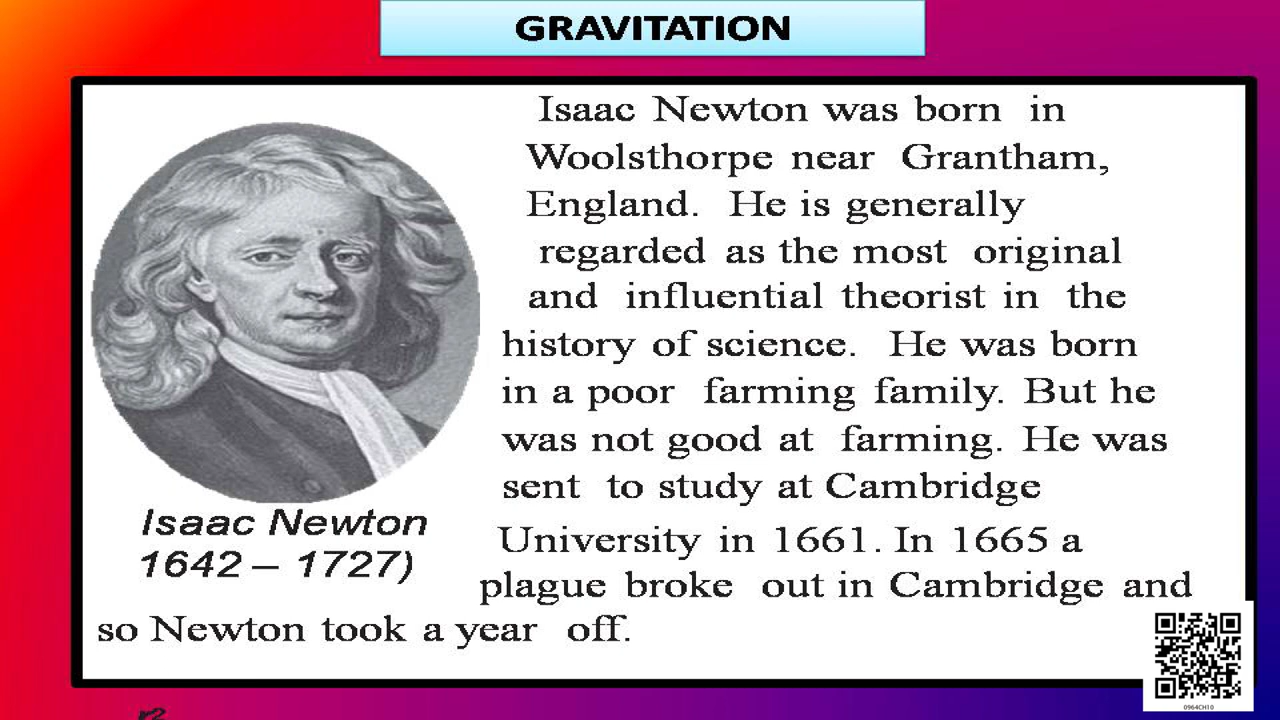 GRAVITATION
Isaac Newton was born in
Woolsthorpe near Grantham,
England. He is generally
regarded as the most original
and influential theorist in the
history of science. He was born
in a poor farming family. But he
was not good at farming. He was
sent to study at Cambridge
University in 1661. In 1665 a
plague broke out in Cambridge and
so Newton took a year off.
Isaac Newton
1642 – 1727)
0964CH10
r2